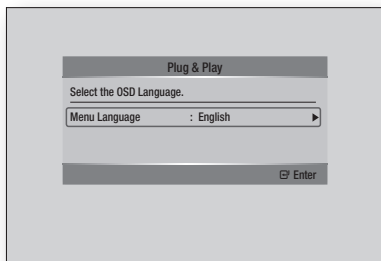 Plug & Play
Select the OSD Language.
Menu Language : English ▶
Enter